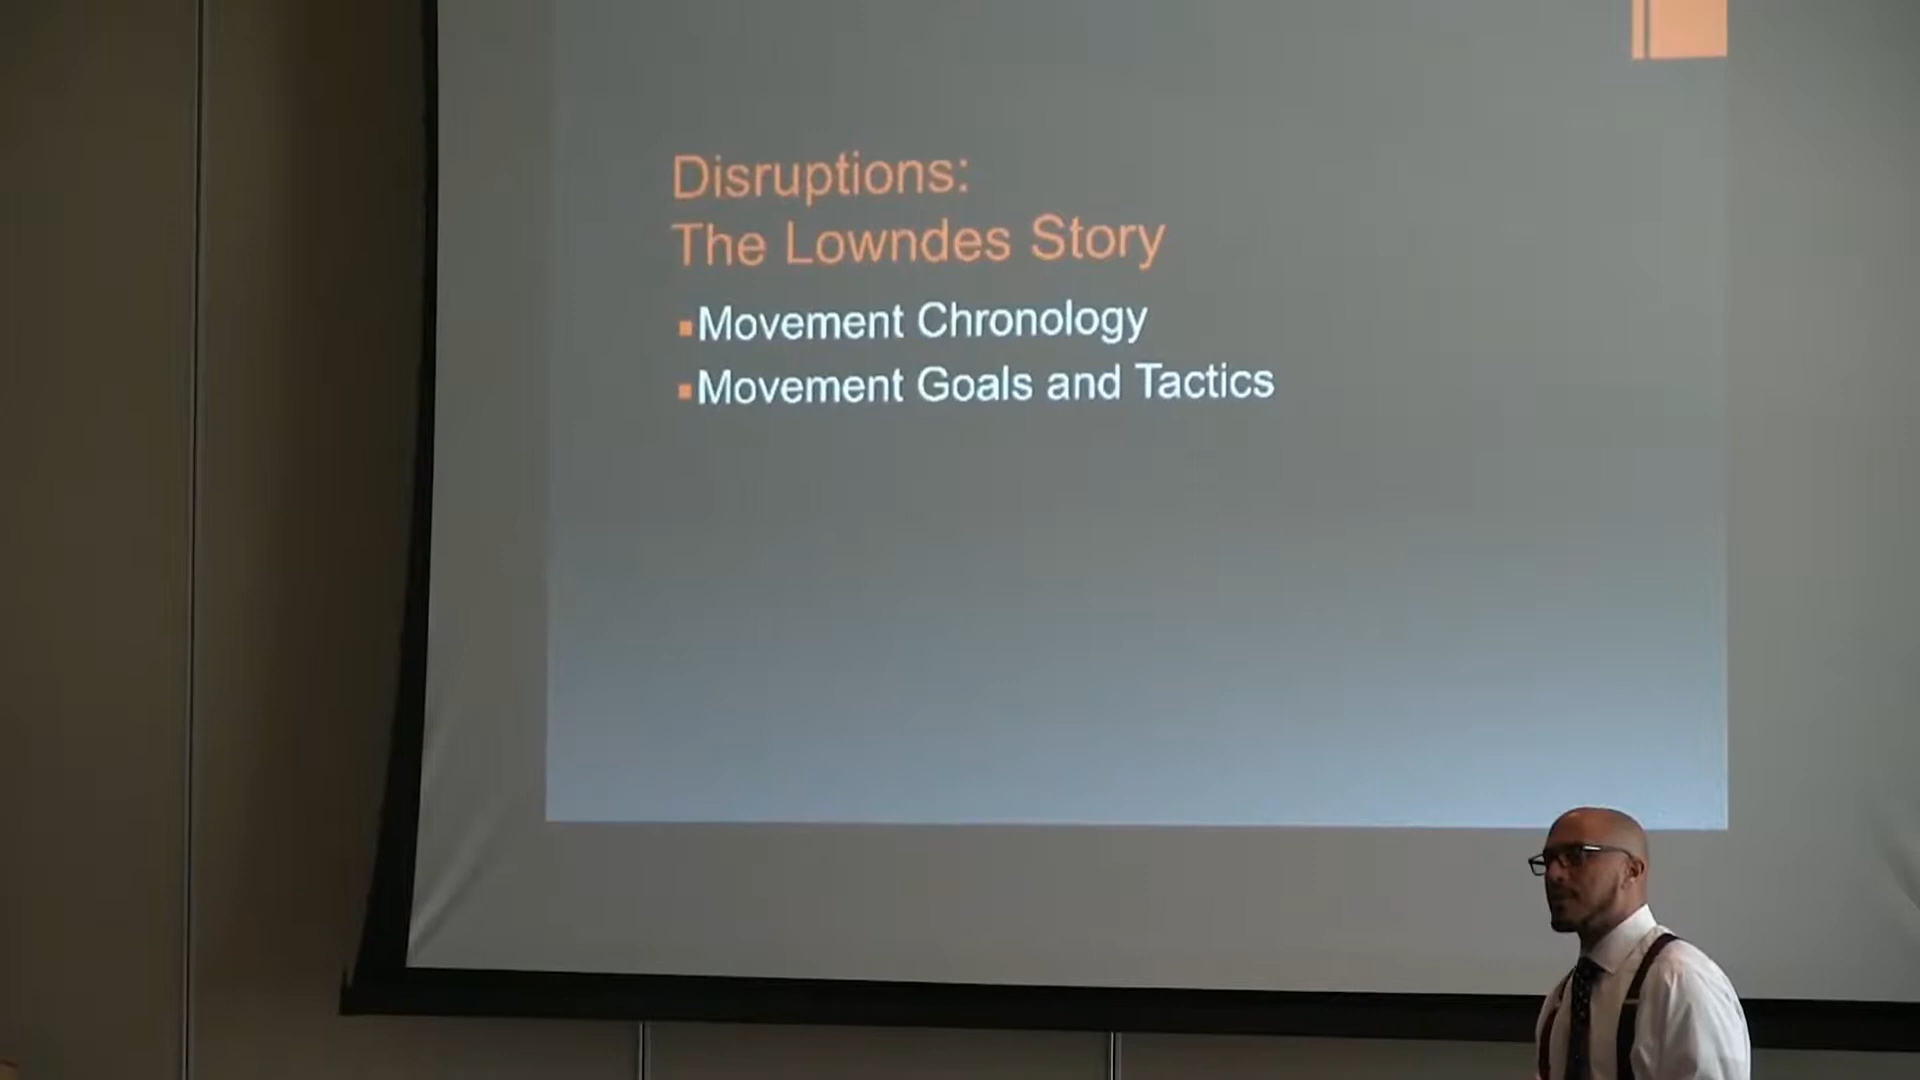 Disruptions:
The Lowndes Story
Movement Chronology
Movement Goals and Tactics